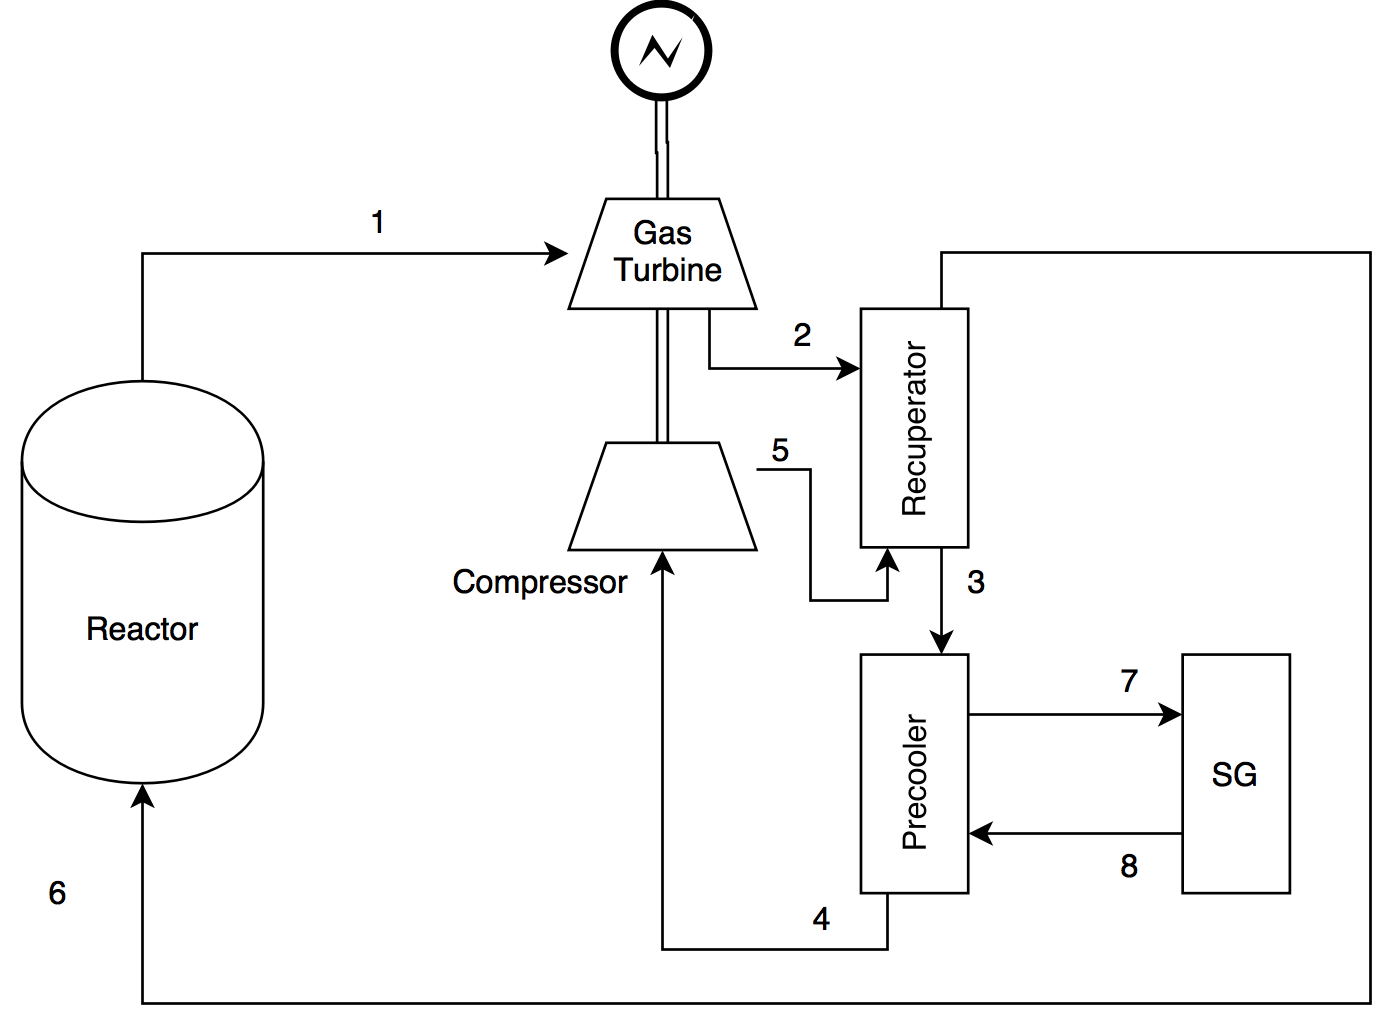 1
Gas
Turbine
2
Recuperator
5
Compressor
3
Reactor
7
Precooler
SG
8
6
4